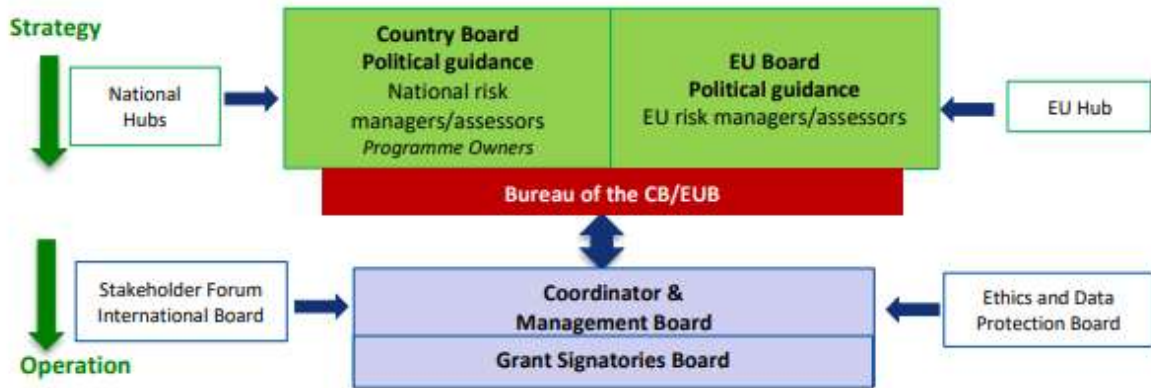 Strategy
National
Hubs
Country Board
Political guidance
National risk
managers/assessors
Programme Owners
EU Board
Political guidance
EU risk managers/assessors
EU Hub
Bureau of the CB/EUB
Stakeholder Forum
International Board
Coordinator &
Management Board
Grant Signatories Board
Ethics and Data
Protection Board
Operation